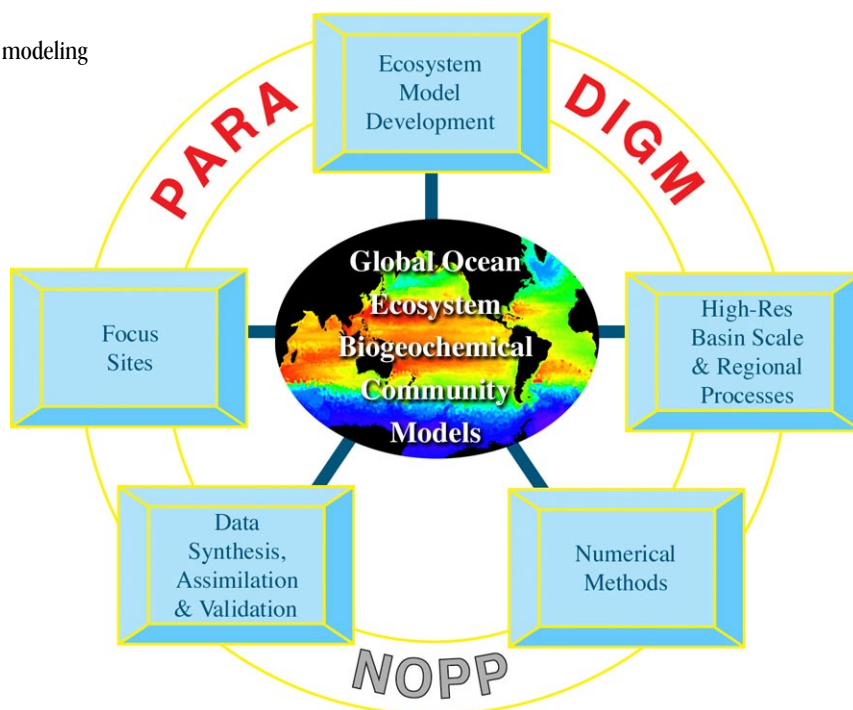 modeling
PARA
DIGM
Ecosystem
Model
Development
Global Ocean
Ecosystem
Biogeochemical
Community
Models
Focus
Sites
High-Res
Basin Scale
& Regional
Processes
Data
Synthesis,
Assimilation
& Validation
Numerical
Methods
NOPP